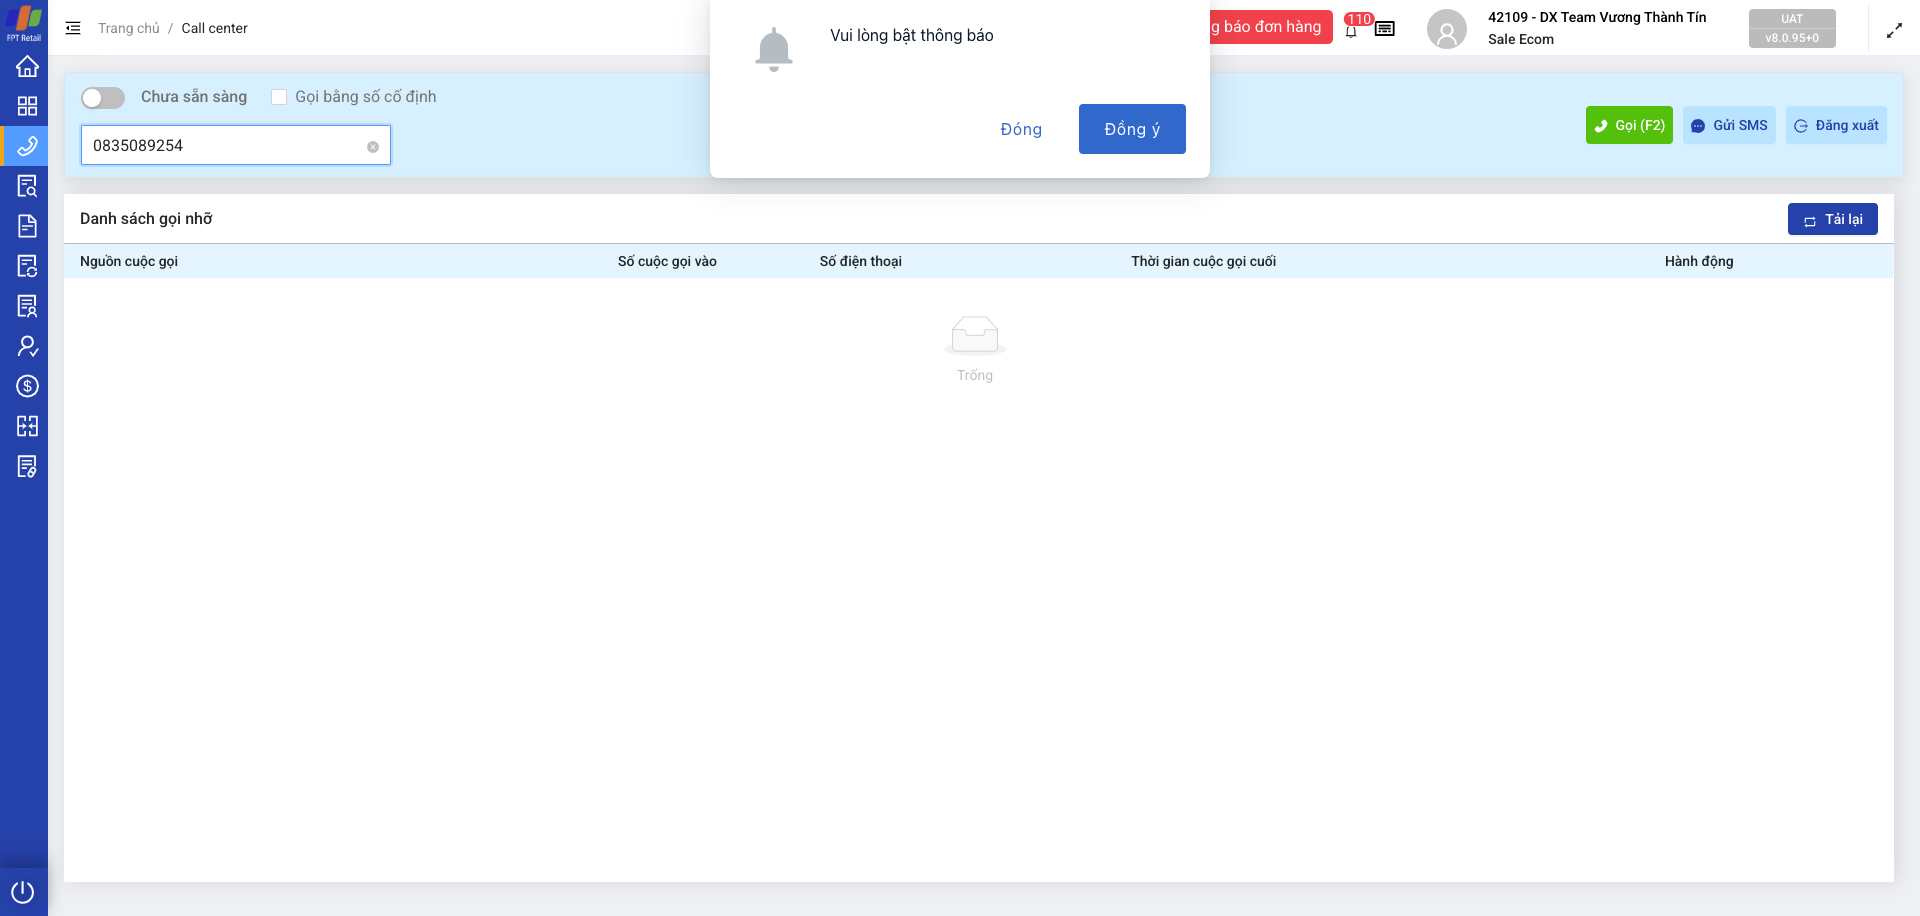 FPT Retail
Trang chủ / Call center
Vui lòng bật thông báo
Đóng
Đồng ý
g báo đơn hàng
110
42109 - DX Team Vương Thành Tín
Sale Ecom
UAT
v8.0.95+0
Chưa sẵn sàng
Gọi bằng số cố định
0835089254
Gọi (F2)
Gửi SMS
Đăng xuất
Danh sách gọi nhỡ
Tải lại
Nguồn cuộc gọi Số cuộc gọi vào Số điện thoại Thời gian cuộc gọi cuối Hành động
Trống